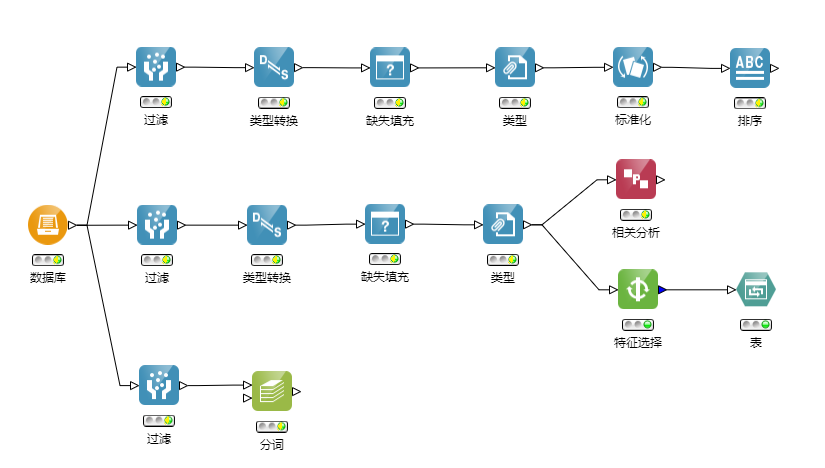 D
S
?
ABC
过滤
类型转换
缺失填充
类型
标准化
排序
P
相关分析
D
S
?
数据库
过滤
类型转换
缺失填充
类型
特征选择
表
过滤
分词